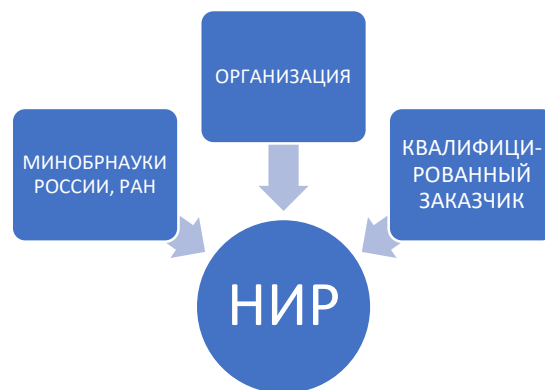 ОРГАНИЗАЦИЯ
МИНОБРНАУКИ
РОССИИ, РАН
КВАЛИФИЦИ-
РОВАННЫЙ
ЗАКАЗЧИК
НИР